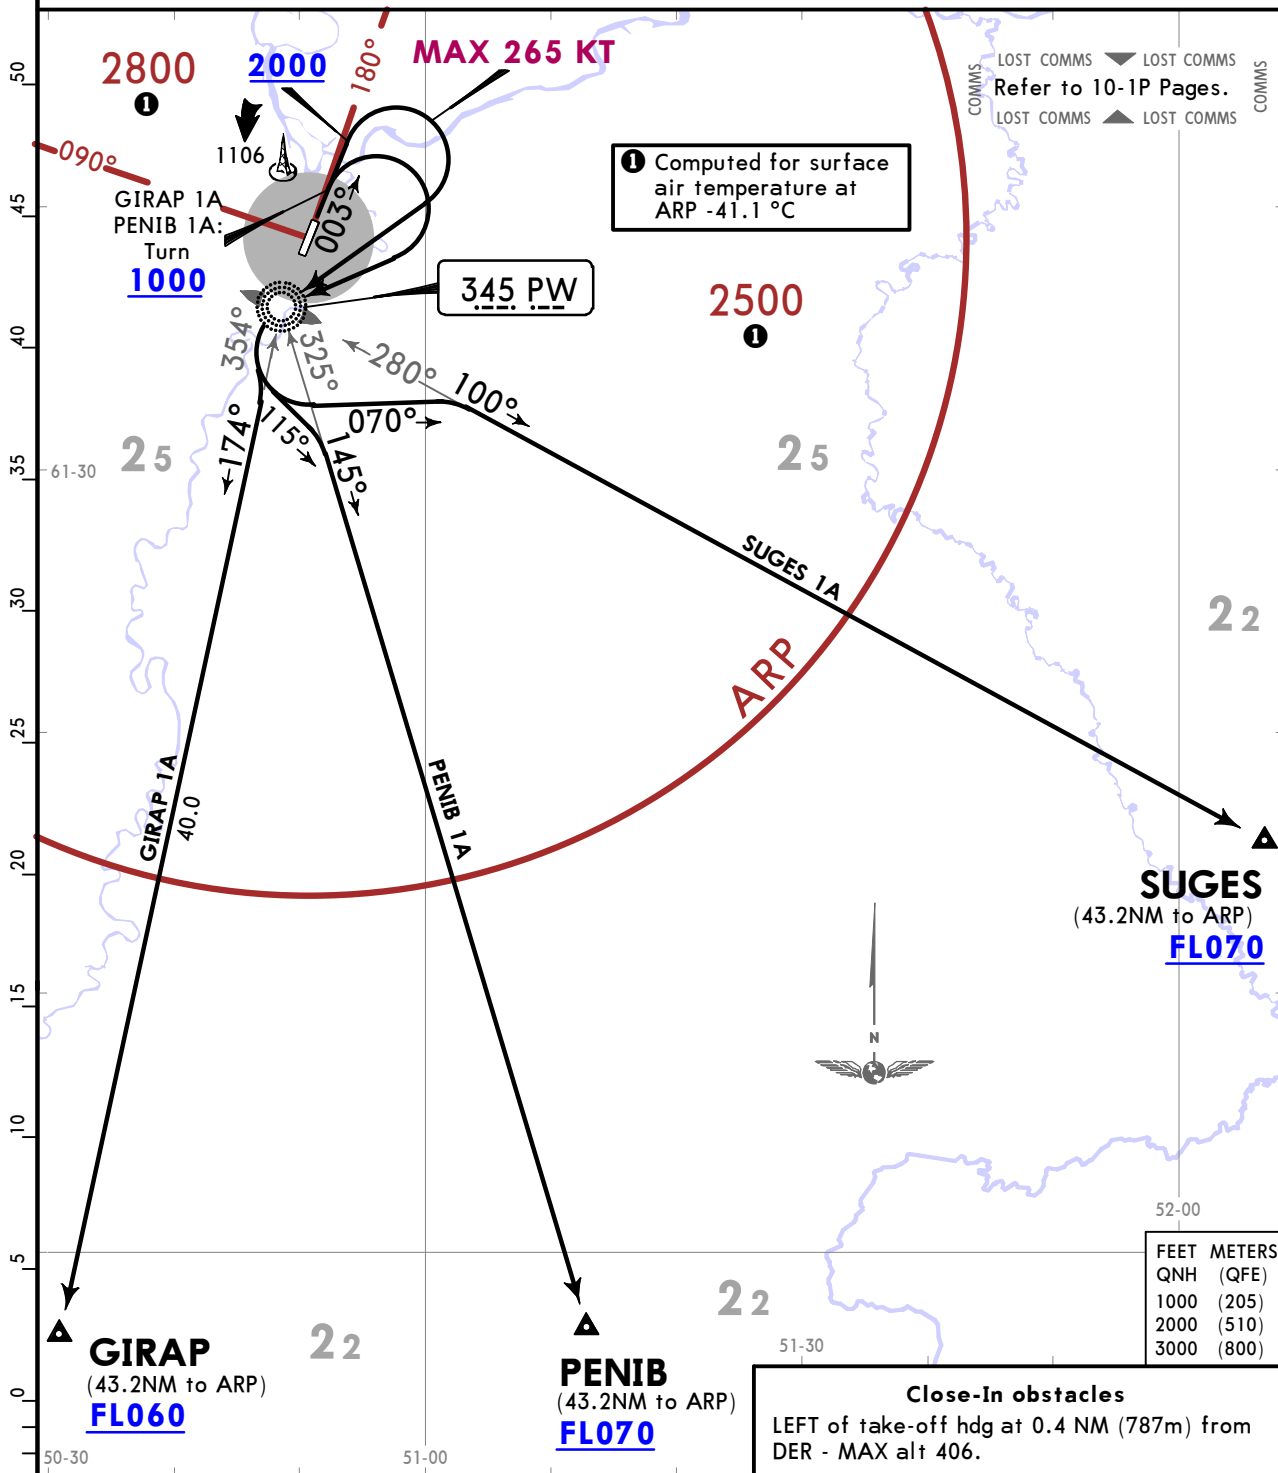 2800
❶
2000
MAX 265 KT
180°
090°
1106
GIRAP 1A
PENIB 1A:
Turn
1000
003°
COMMS
LOST COMMS LOST COMMS
Refer to 10-1P Pages.
LOST COMMS LOST COMMS
COMMS
❶ Computed for surface
air temperature at
ARP -41.1 °C
345 PW
2500
❶
354°
325°
280°
100°
070°
115°
174°
145°
25
25
22
22
22
61-30
SUGES 1A
ARP
GIRAP 1A
40.0
PENIB 1A
SUGES
(43.2NM to ARP)
FL070
N
52-00
FEET METERS
QNH (QFE)
1000 (205)
2000 (510)
3000 (800)
51-30
GIRAP
(43.2NM to ARP)
FL060
PENIB
(43.2NM to ARP)
FL070
Close-In obstacles
LEFT of take-off hdg at 0.4 NM (787m) from
DER - MAX alt 406.
50-30
51-00
50
45
40
35
30
25
20
15
10
5
0